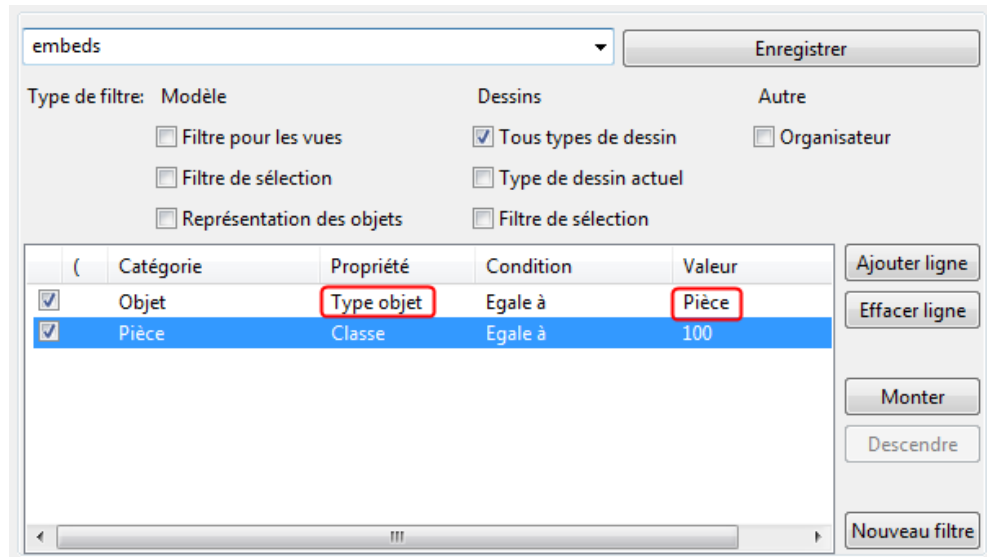 embeds Enregistrer
Type de filtre: Modèle Dessins Autre
Filtre pour les vues Tous types de dessin Organisateur
Filtre de sélection Type de dessin actuel
Représentation des objets Filtre de sélection
( Catégorie Propriété Condition Valeur Ajouter ligne
Objet Type objet Egale à Pièce Effacer ligne
Pièce Classe Egale à 100
Monter
Descendre
Nouveau filtre